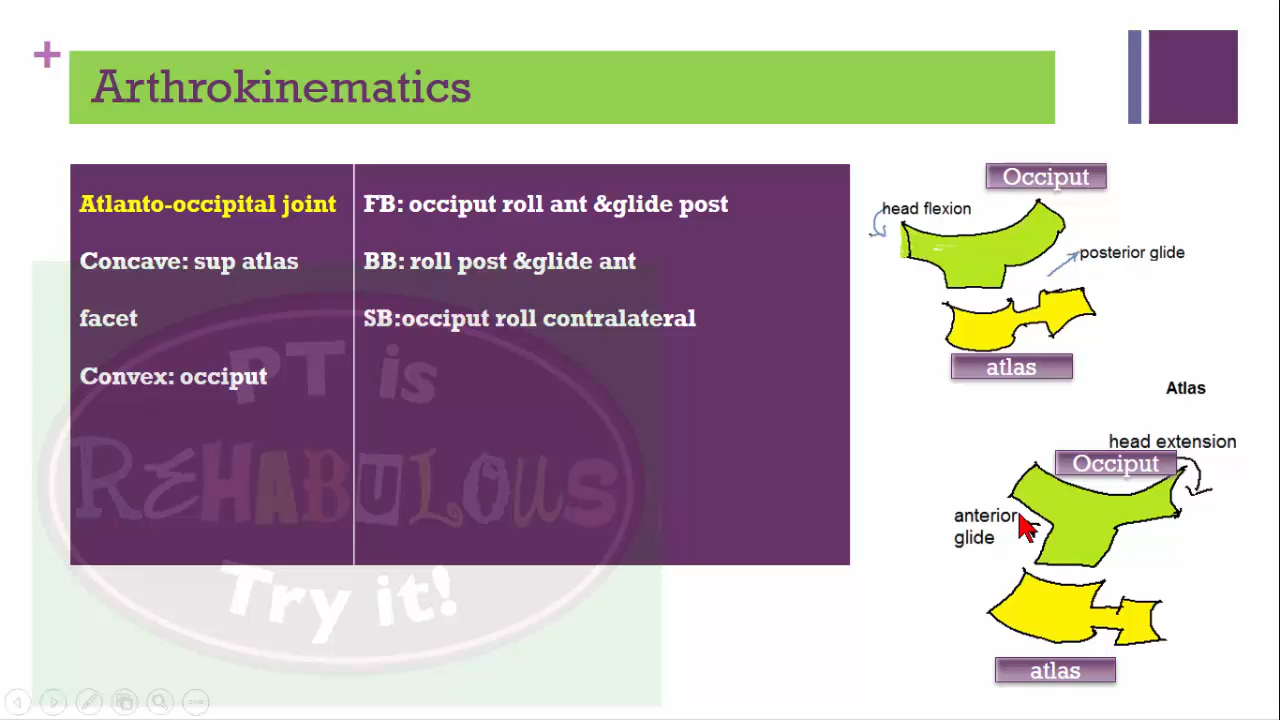 +
Arthrokinematics
Atlanto-occipital joint
Concave: sup atlas
facet
Convex: occiput
FB: occiput roll ant &glide post
BB: roll post &glide ant
SB:occiput roll contralateral
PT is
REHABULOUS
Try it!
Occiput
head flexion
posterior glide
atlas
Atlas
head extension
Occiput
anterior
glide
atlas